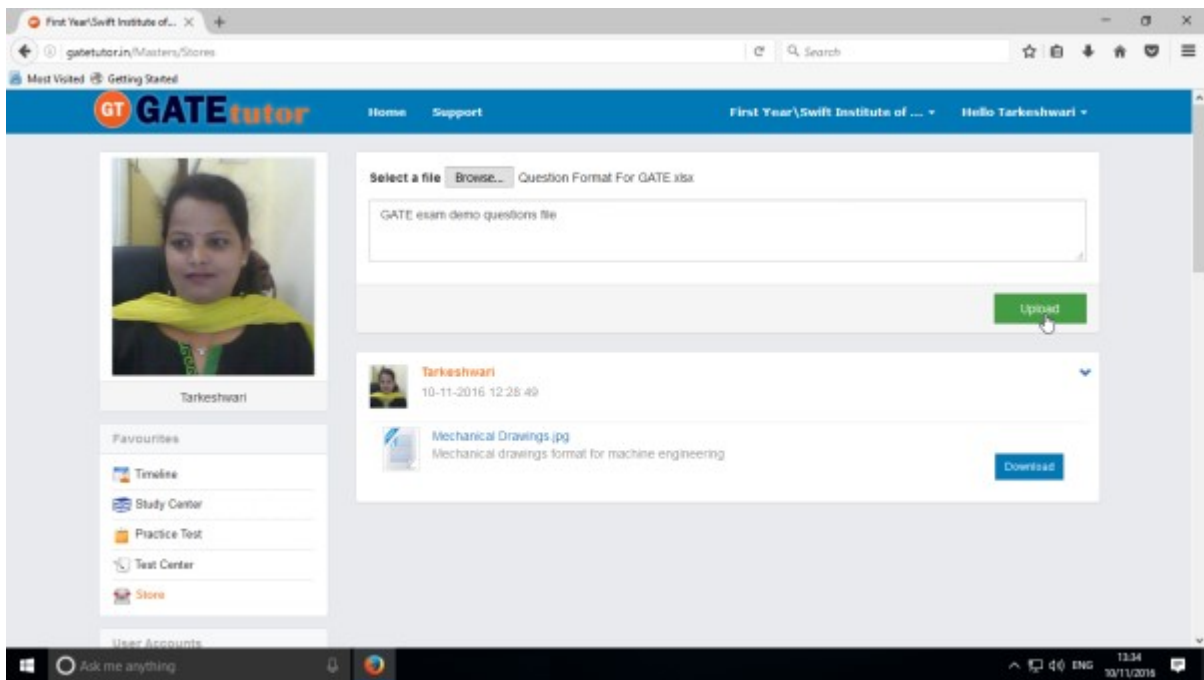 First Year\Swift Institute of...
gatetutor.in/Masters/Stores
Search
Most Visited Getting Started
GT GATEtutor Home Support First Year\Swift Institute of .... Hello Tarkeshwari
Select a file Browse... Question Format For GATE.xlsx
GATE exam demo questions file
Upload
Tarkeshwari
Tarkeshwari
10-11-2016 12:28:49
Mechanical Drawings.jpg
Mechanical drawings format for machine engineering
Download
Favourites
Timeline
Study Center
Practice Test
Test Center
Store
User Accounts
Ask me anything
ENG
13:34
10/11/2016